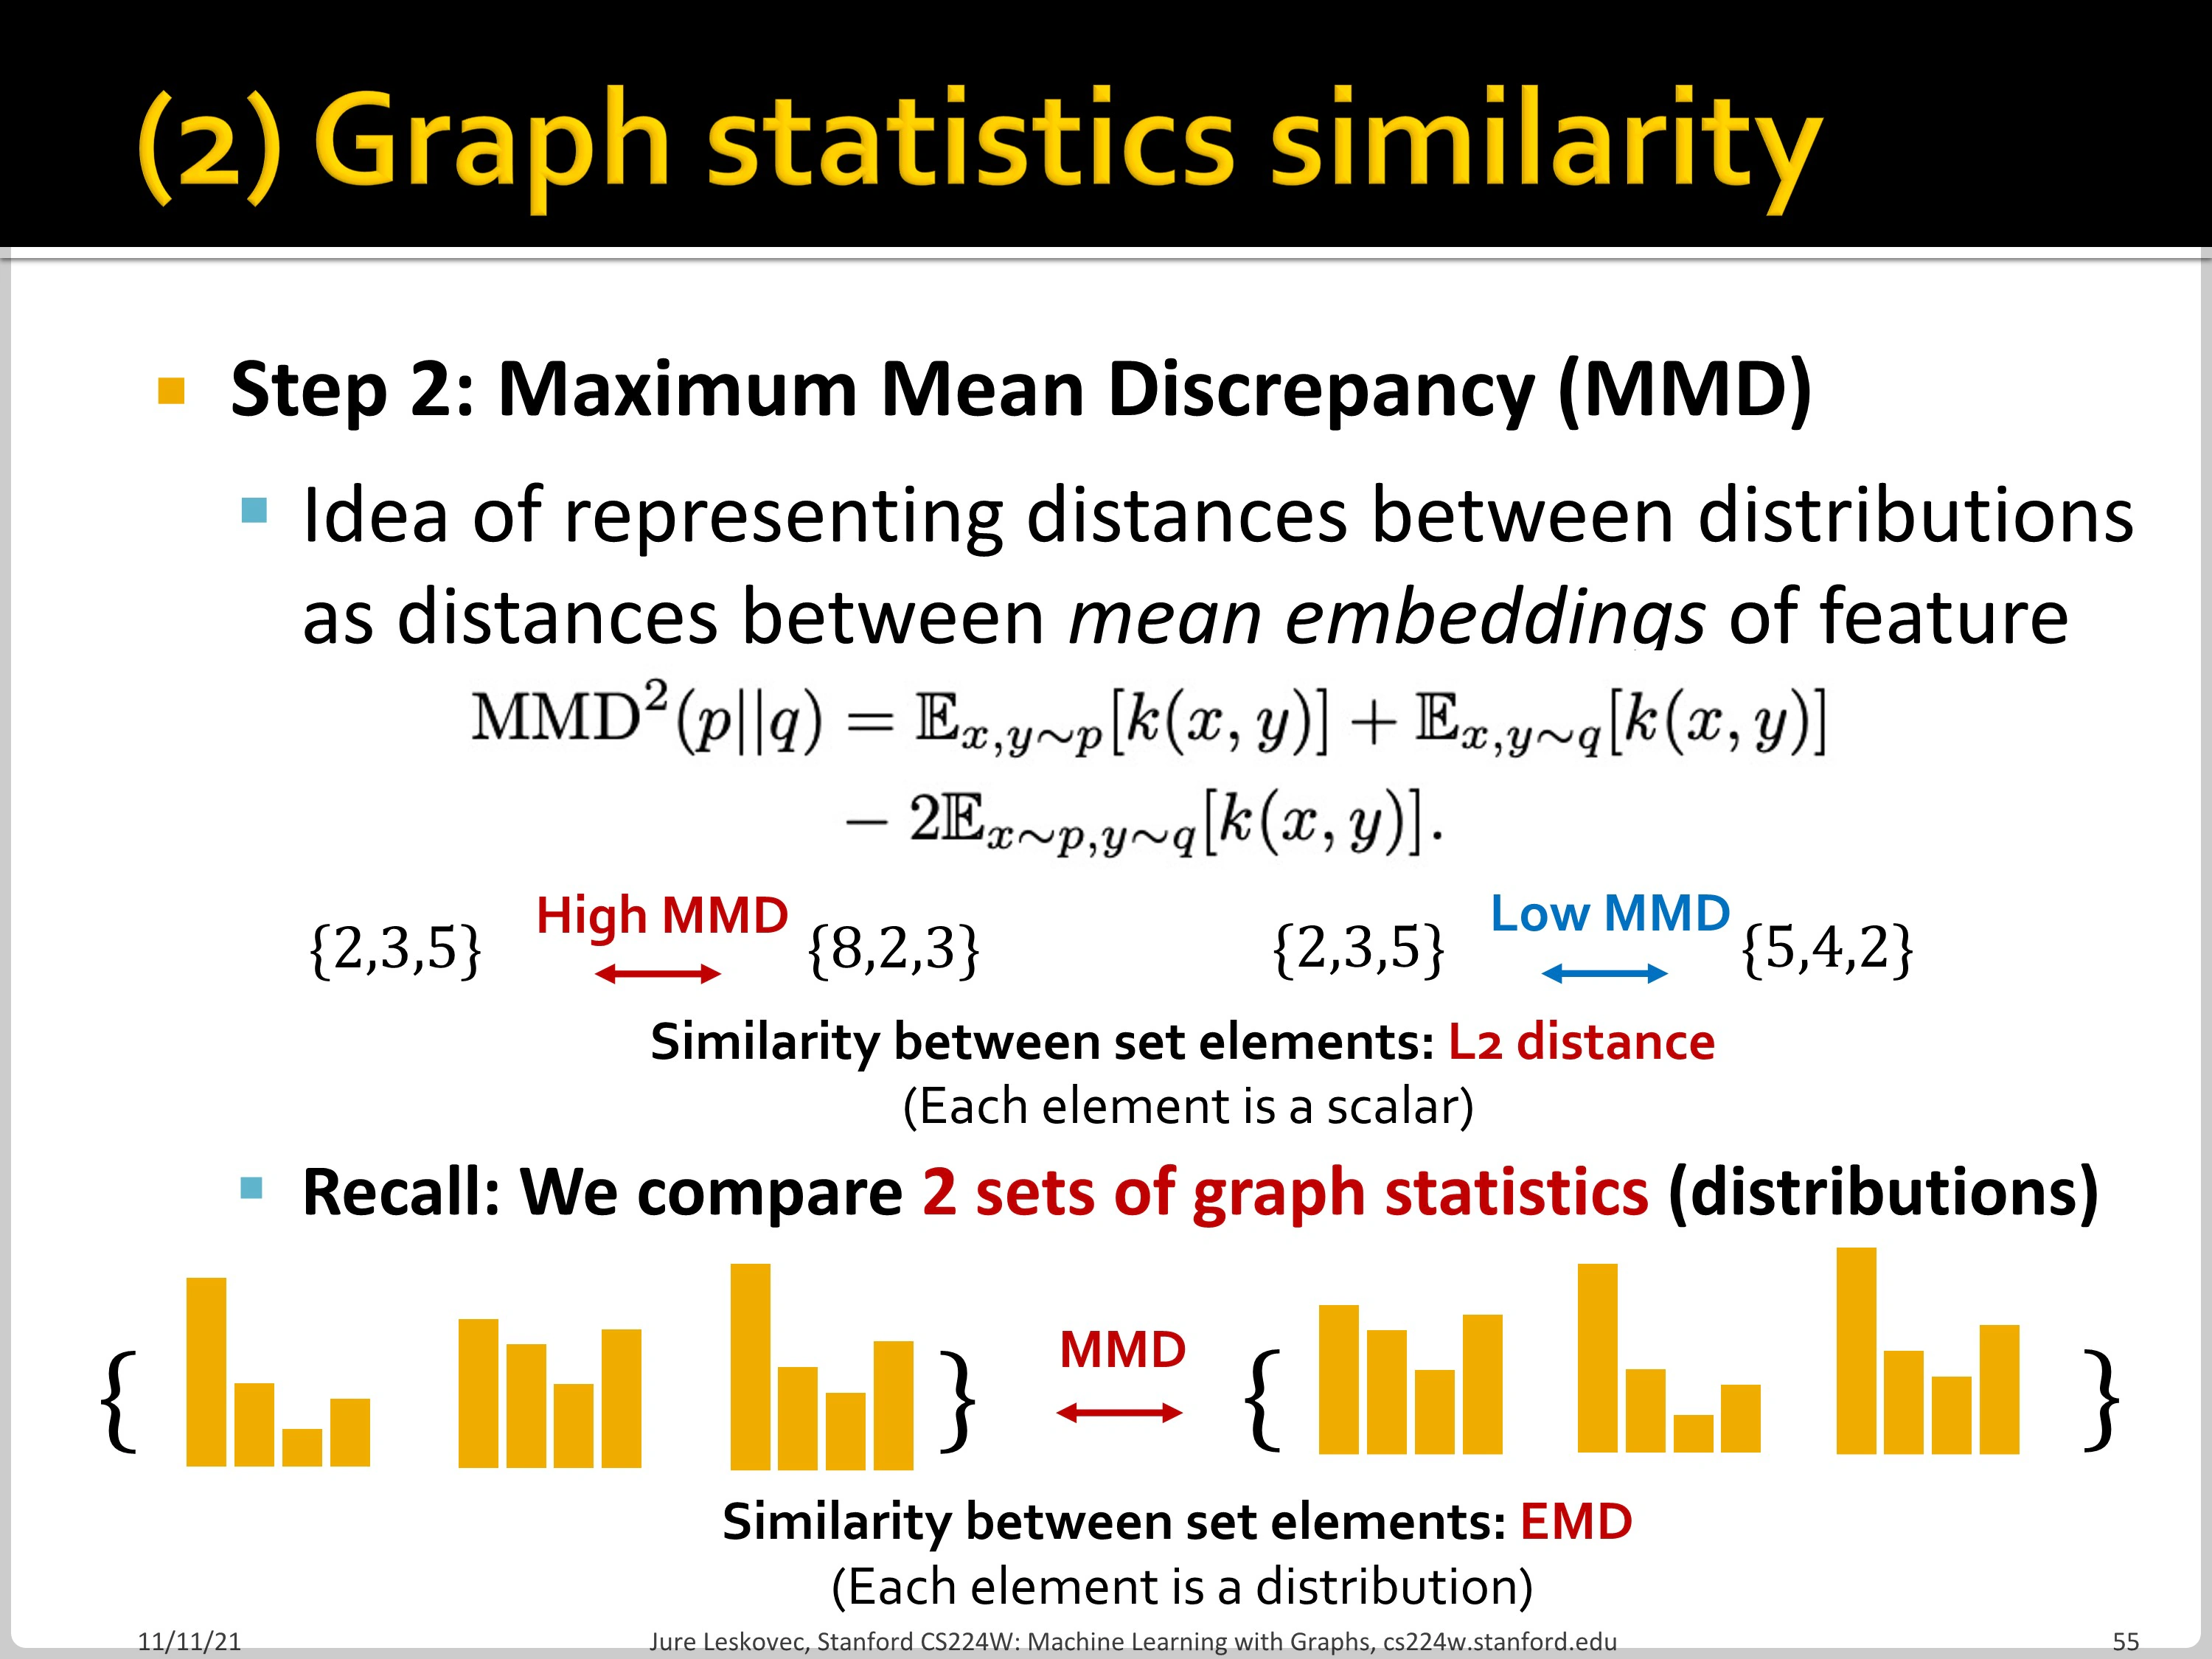 (2) Graph statistics similarity
Step 2: Maximum Mean Discrepancy (MMD)
Idea of representing distances between distributions
as distances between mean embeddings of feature
MMD²(p||q) = 𝔼ₓ,ᵧ∼ₚ[k(x, y)] + 𝔼_{x,y∼q}[k(x, y)]
− 2𝔼_{x∼p,y∼q}[k(x, y)].
{2,3,5} High MMD {8,2,3} {2,3,5} Low MMD {5,4,2}
Similarity between set elements: L2 distance
(Each element is a scalar)
Recall: We compare 2 sets of graph statistics (distributions)
{ } MMD { }
Similarity between set elements: EMD
(Each element is a distribution)
11/11/21 Jure Leskovec, Stanford CS224W: Machine Learning with Graphs, cs224w.stanford.edu 55